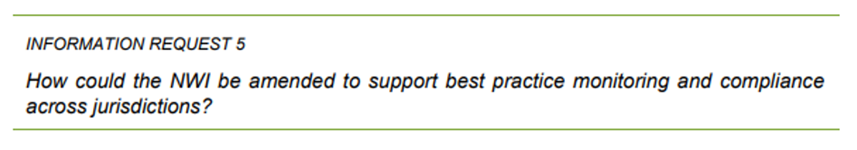 INFORMATION REQUEST 5
How could the NWI be amended to support best practice monitoring and compliance
across jurisdictions?